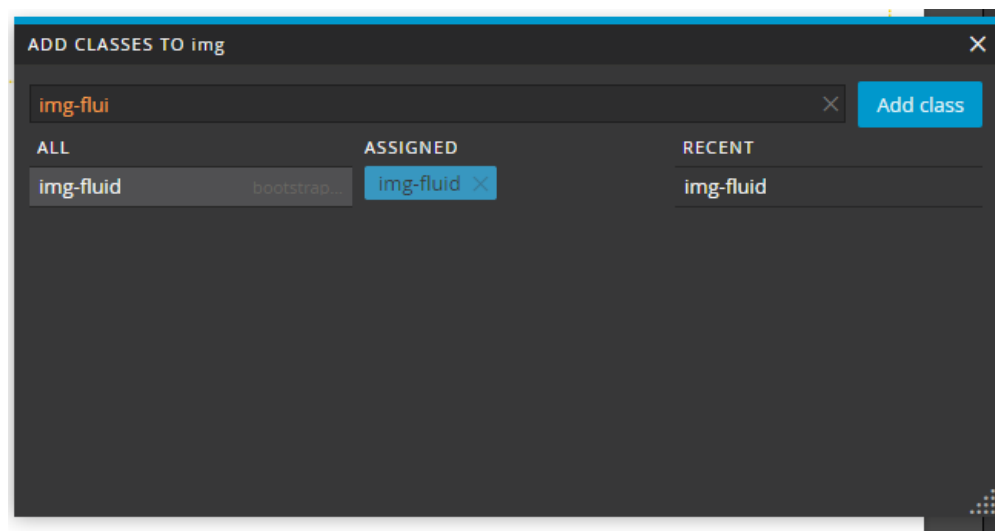 ADD CLASSES TO img
img-flui
Add class
ALL ASSIGNED RECENT
img-fluid bootstrap... img-fluid img-fluid